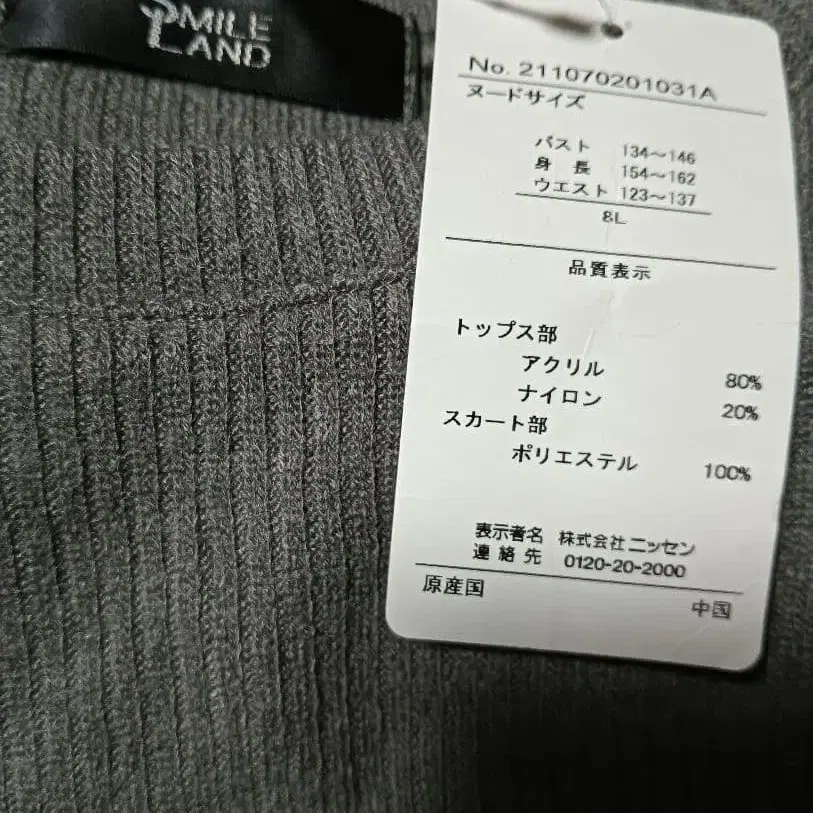 SMILE
LAND
No. 211070201031A
ヌードサイズ
バスト 134〜146
身長 154〜162
ウエスト 123〜137
8L
品質表示
トップス部
アクリル 80%
ナイロン 20%
スカート部
ポリエステル 100%
表示者名 株式会社ニッセン
連絡先 0120-20-2000
原産国 中国